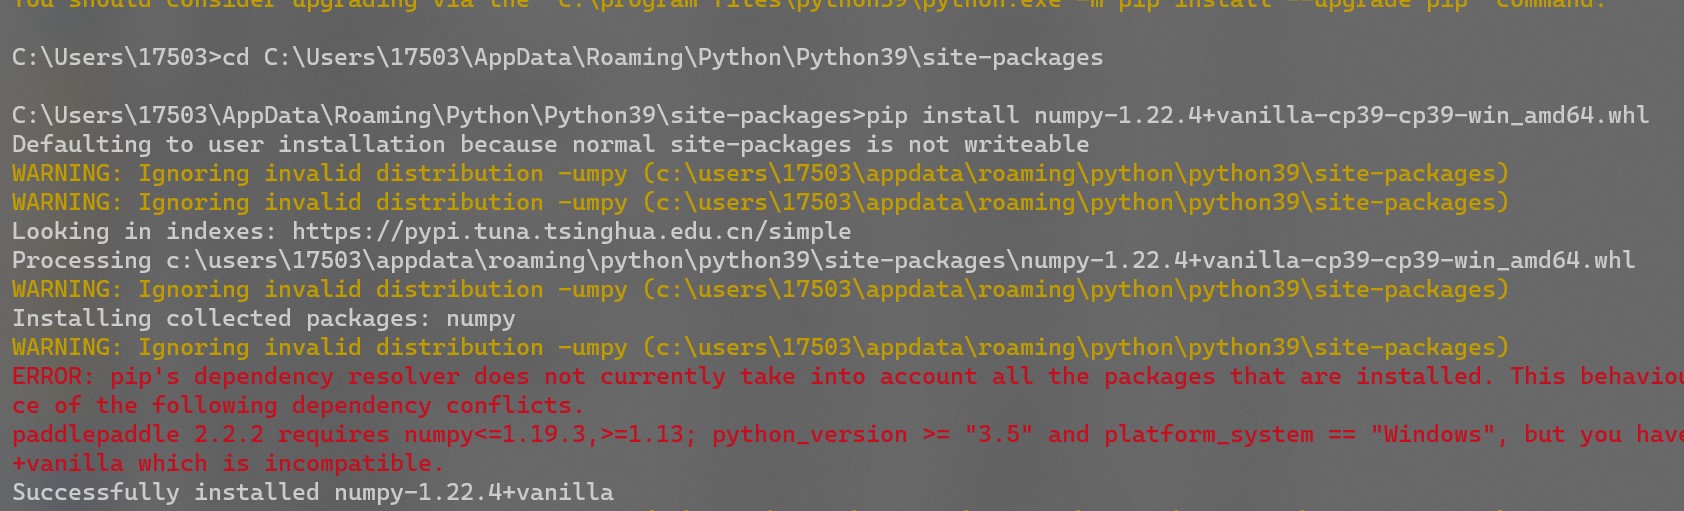 You should consider upgrading via the 'C:\program files\python39\python.exe -m pip install --upgrade pip' command.
C:\Users\17503>cd C:\Users\17503\AppData\Roaming\Python\Python39\site-packages
C:\Users\17503\AppData\Roaming\Python\Python39\site-packages>pip install numpy-1.22.4+vanilla-cp39-cp39-win_amd64.whl
Defaulting to user installation because normal site-packages is not writeable
WARNING: Ignoring invalid distribution -umpy (c:\users\17503\appdata\roaming\python\python39\site-packages)
WARNING: Ignoring invalid distribution -umpy (c:\users\17503\appdata\roaming\python\python39\site-packages)
Looking in indexes: https://pypi.tuna.tsinghua.edu.cn/simple
Processing c:\users\17503\appdata\roaming\python\python39\site-packages\numpy-1.22.4+vanilla-cp39-cp39-win_amd64.whl
WARNING: Ignoring invalid distribution -umpy (c:\users\17503\appdata\roaming\python\python39\site-packages)
Installing collected packages: numpy
WARNING: Ignoring invalid distribution -umpy (c:\users\17503\appdata\roaming\python\python39\site-packages)
ERROR: pip's dependency resolver does not currently take into account all the packages that are installed. This behaviou
ce of the following dependency conflicts.
paddlepaddle 2.2.2 requires numpy<=1.19.3,>=1.13; python_version >= "3.5" and platform_system == "Windows", but you have
+vanilla which is incompatible.
Successfully installed numpy-1.22.4+vanilla